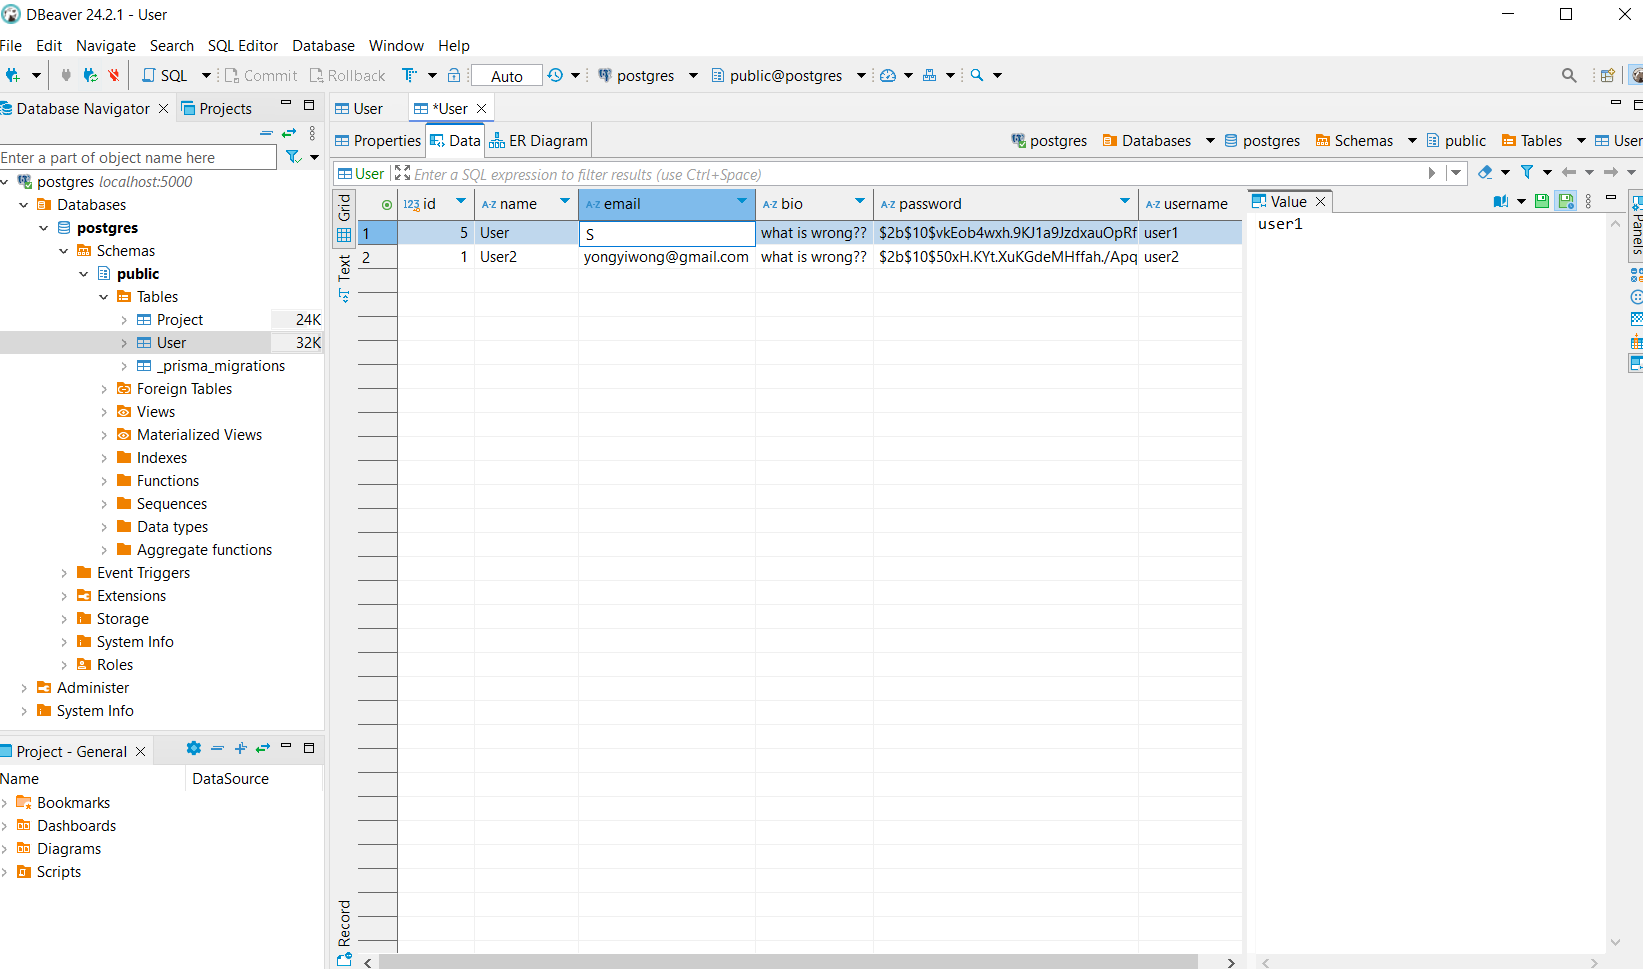 DBeaver 24.2.1 - User
File Edit Navigate Search SQL Editor Database Window Help
SQL Commit Rollback Auto postgres public@postgres
Database Navigator Projects
Enter a part of object name here
postgres localhost:5000
Databases
postgres
Schemas
public
Tables
Project 24K
User 32K
_prisma_migrations
Foreign Tables
Views
Materialized Views
Indexes
Functions
Sequences
Data types
Aggregate functions
Event Triggers
Extensions
Storage
System Info
Roles
Administer
System Info
Project - General
Name DataSource
Bookmarks
Dashboards
Diagrams
Scripts
User *User
Properties Data ER Diagram postgres Databases postgres Schemas public Tables User
User Enter a SQL expression to filter results (use Ctrl+Space)
Grid
Text
Record
123 id A-Z name A-Z email A-Z bio A-Z password A-Z username
1 5 User S what is wrong?? $2b$10$vkEob4wxh.9KJ1a9JzdxauOpRf user1
2 1 User2 yongyiwong@gmail.com what is wrong?? $2b$10$50xH.KYt.XuKGdeMHffah./Apq user2
Value
user1
Panels